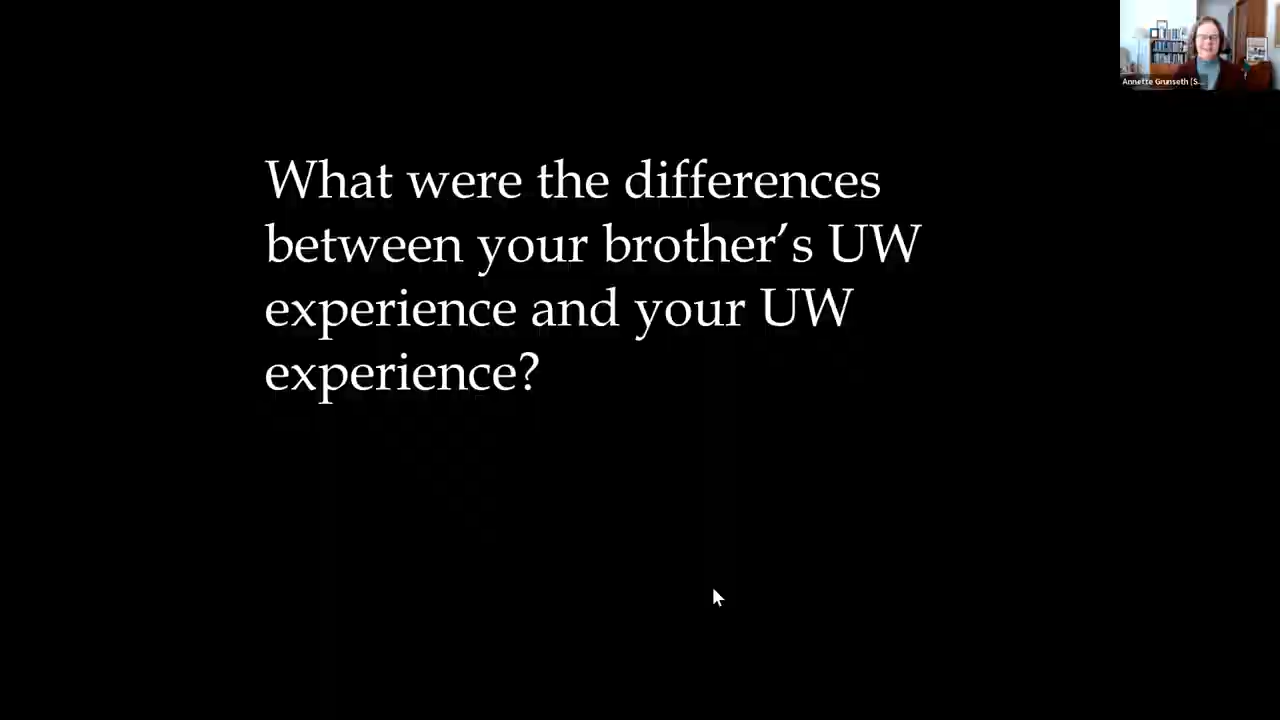 Annette Grunseth (S...
What were the differences
between your brother’s UW
experience and your UW
experience?